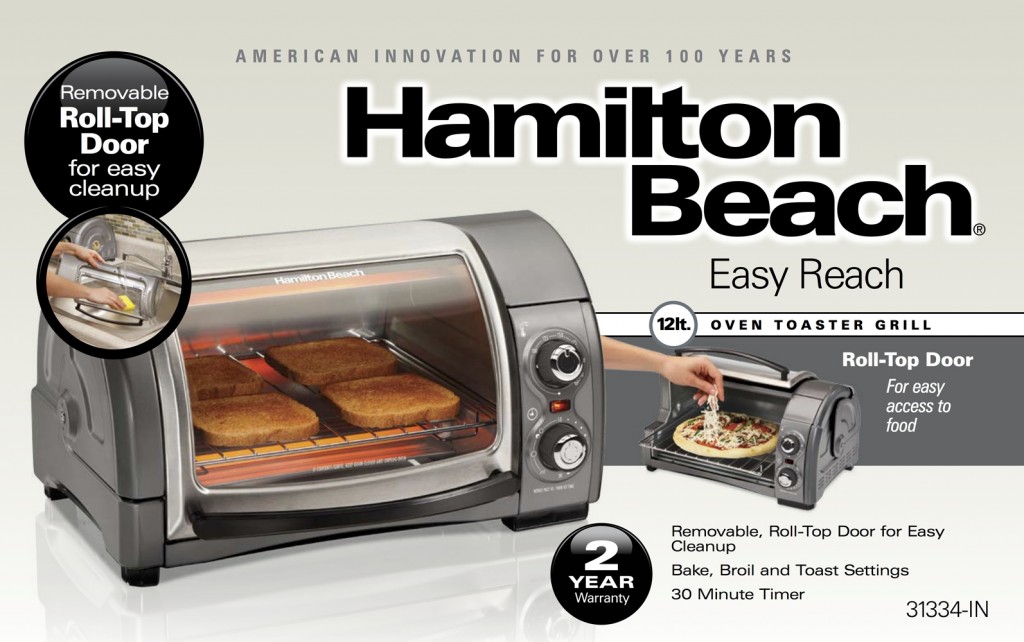 AMERICAN INNOVATION FOR OVER 100 YEARS
Removable
Roll-Top
Door
for easy
cleanup
Hamilton
Beach®
Easy Reach
12lt.
OVEN TOASTER GRILL
Hamilton Beach
Roll-Top Door
For easy
access to
food
2
YEAR
Warranty
Removable, Roll-Top Door for Easy
Cleanup
Bake, Broil and Toast Settings
30 Minute Timer
31334-IN